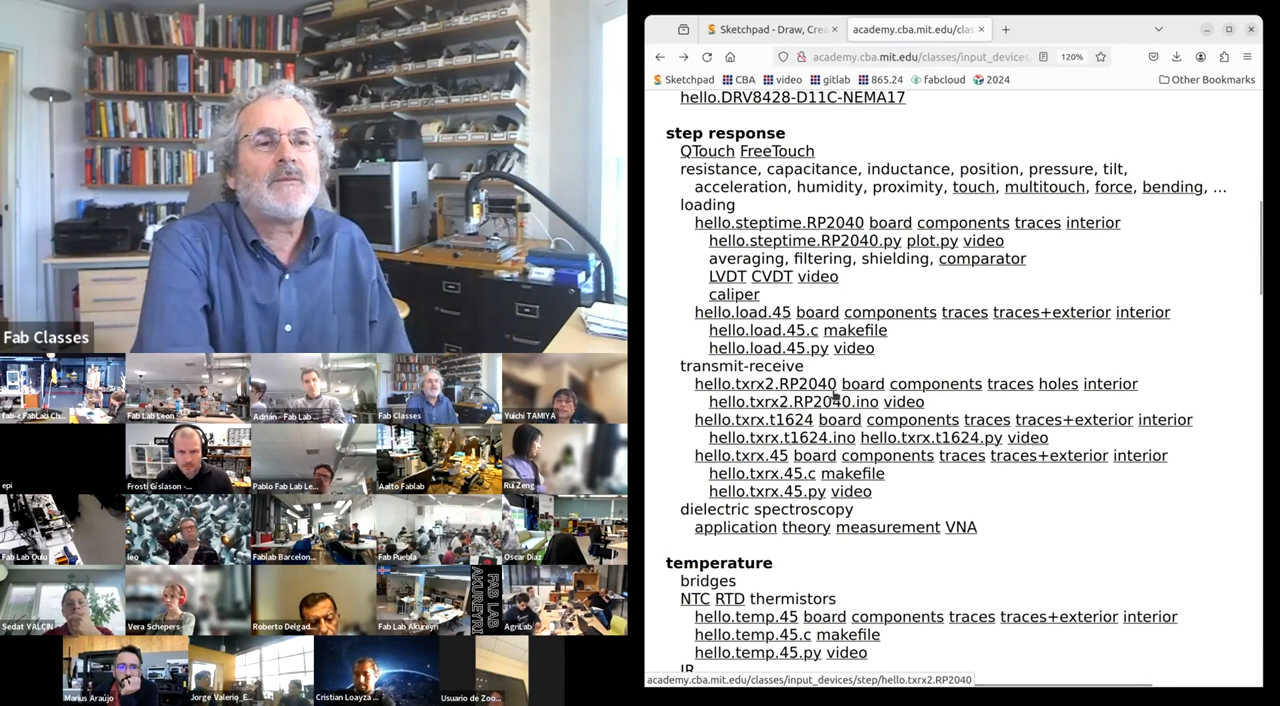 Fab Classes
fab-c FabLab Ch...
Fab Lab Leon
Adrián - Fab Lab ...
Fab Classes
Yuichi TAMIYA
epi
Frosti Gíslason -...
Pablo Fab Lab Le...
Aalto Fablab
Rui Zeng
Fab Lab Oulu
leo
Fablab Barcelon...
Fab Puebla
Oscar Diaz
Sedat YALÇIN
Vera Schepers
Roberto Delgad...
Fab Lab Akureyri
FAB LAB
AKUREYRI
AgriLab
Marius Araújo
Jorge Valerio_E...
Cristian Loayza ...
Usuario de Zoo...
Sketchpad - Draw, Crea
academy.cba.mit.edu/clas
academy.cba.mit.edu/classes/input_devices
120%
Sketchpad CBA video gitlab 865.24 fabcloud 2024 Other Bookmarks
hello.DRV8428-D11C-NEMA17
step response
QTouch FreeTouch
resistance, capacitance, inductance, position, pressure, tilt,
acceleration, humidity, proximity, touch, multitouch, force, bending, ...
loading
hello.steptime.RP2040 board components traces interior
hello.steptime.RP2040.py plot.py video
averaging, filtering, shielding, comparator
LVDT CVDT video
caliper
hello.load.45 board components traces traces+exterior interior
hello.load.45.c makefile
hello.load.45.py video
transmit-receive
hello.txrx2.RP2040 board components traces holes interior
hello.txrx2.RP2040.ino video
hello.txrx.t1624 board components traces traces+exterior interior
hello.txrx.t1624.ino hello.txrx.t1624.py video
hello.txrx.45 board components traces traces+exterior interior
hello.txrx.45.c makefile
hello.txrx.45.py video
dielectric spectroscopy
application theory measurement VNA
temperature
bridges
NTC RTD thermistors
hello.temp.45 board components traces traces+exterior interior
hello.temp.45.c makefile
hello.temp.45.py video
IR
academy.cba.mit.edu/classes/input_devices/step/hello.txrx2.RP2040